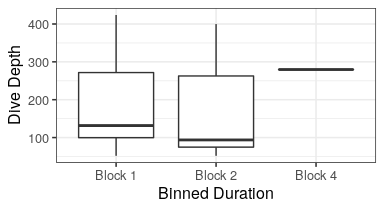 Dive Depth
400
300
200
100
Block 1 Block 2 Block 4
Binned Duration